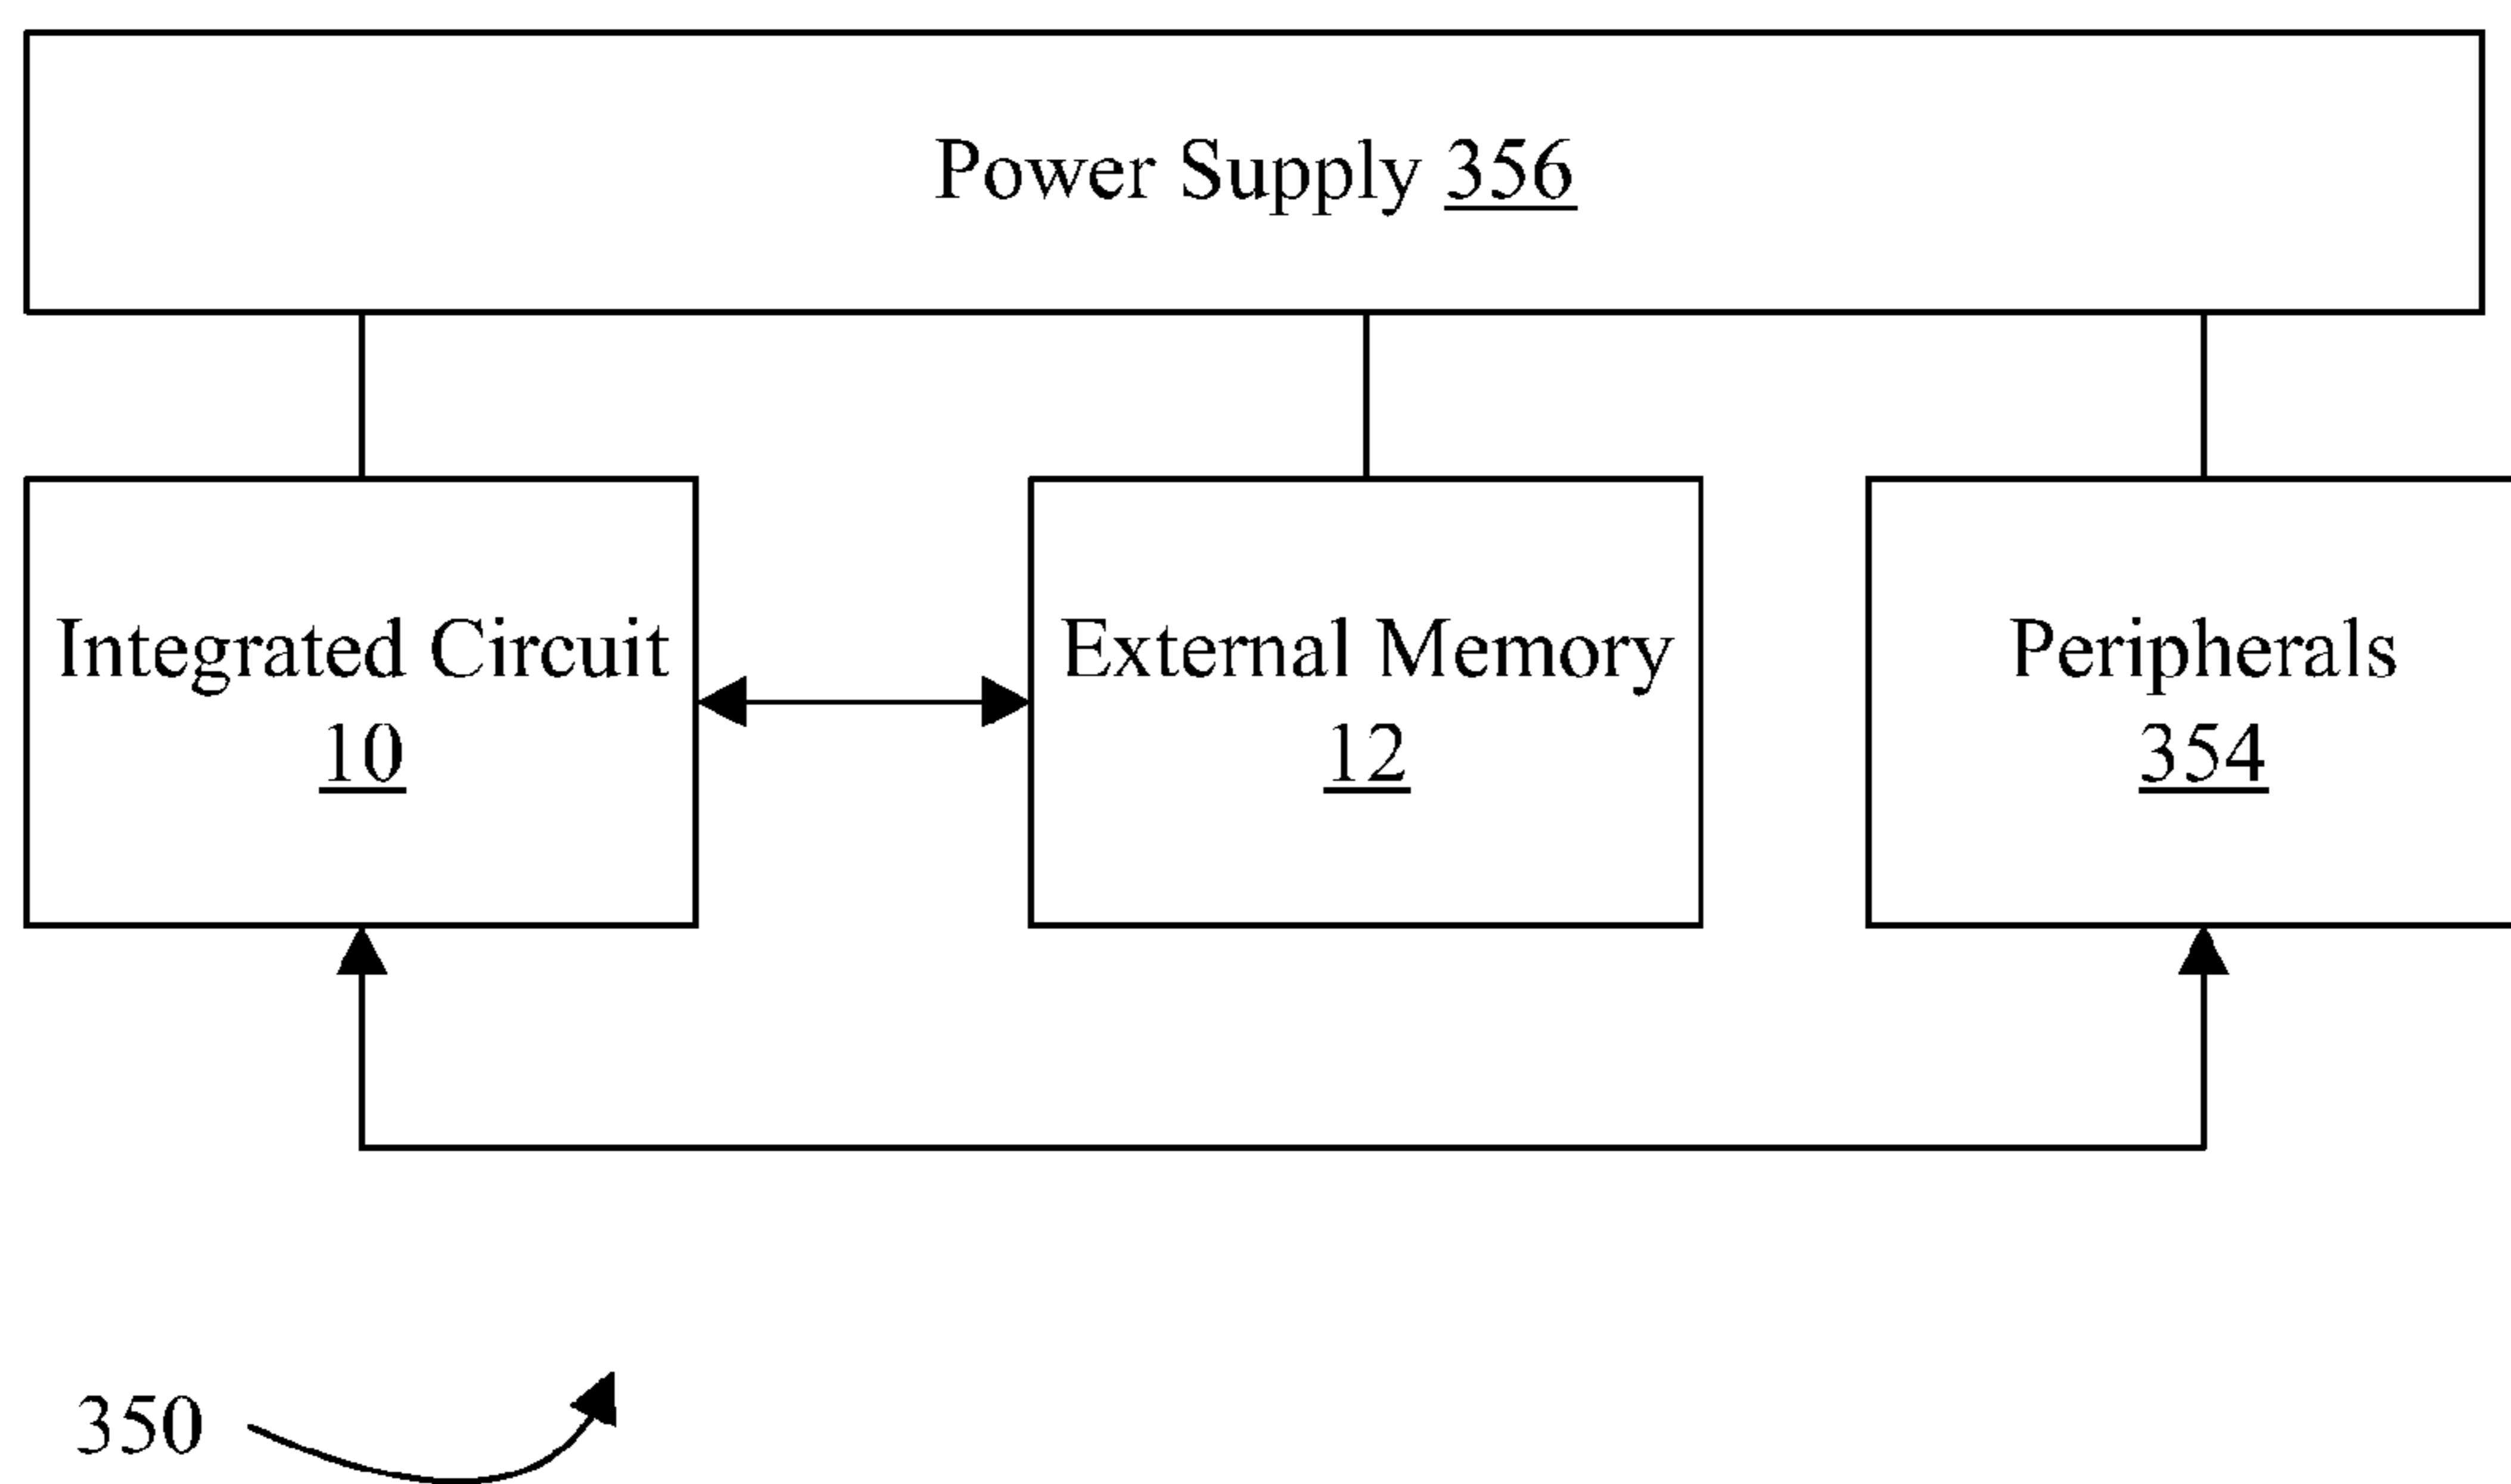 Power Supply 356
Integrated Circuit
10
External Memory
12
Peripherals
354
350